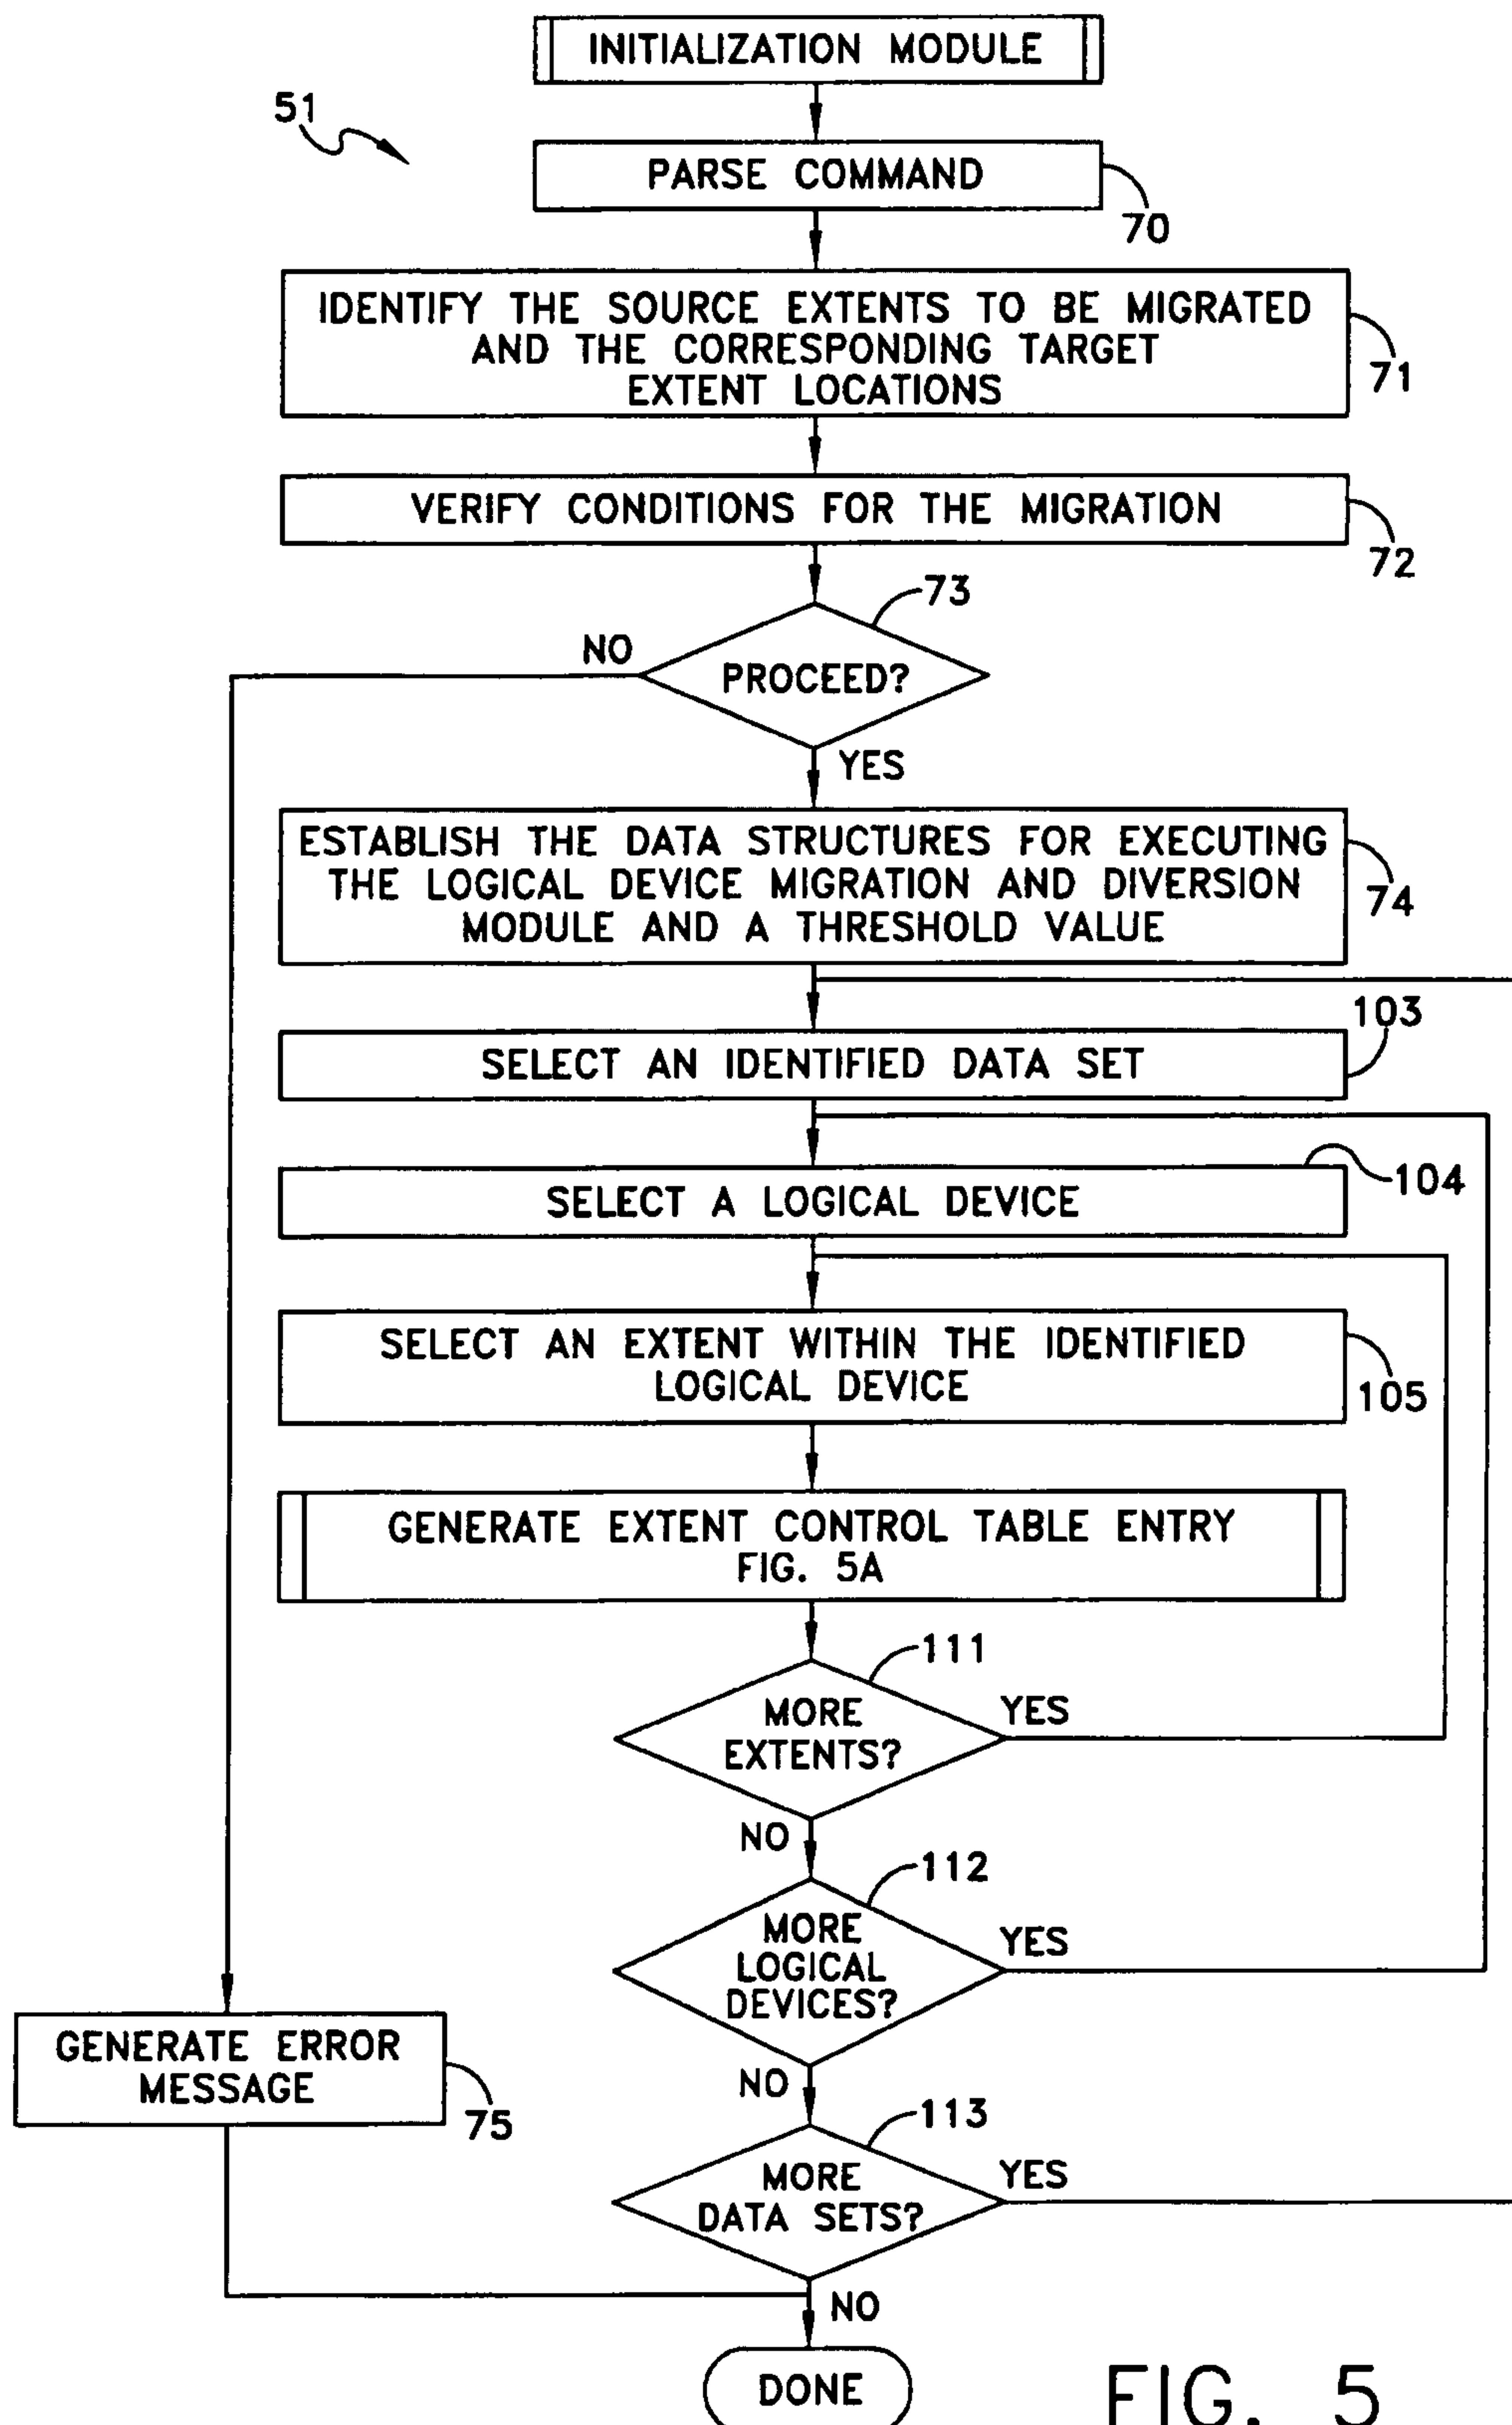 INITIALIZATION MODULE
51
PARSE COMMAND
70
IDENTIFY THE SOURCE EXTENTS TO BE MIGRATED
AND THE CORRESPONDING TARGET
EXTENT LOCATIONS
71
VERIFY CONDITIONS FOR THE MIGRATION
72
73
NO
PROCEED?
YES
ESTABLISH THE DATA STRUCTURES FOR EXECUTING
THE LOGICAL DEVICE MIGRATION AND DIVERSION
MODULE AND A THRESHOLD VALUE
74
103
SELECT AN IDENTIFIED DATA SET
104
SELECT A LOGICAL DEVICE
SELECT AN EXTENT WITHIN THE IDENTIFIED
LOGICAL DEVICE
105
GENERATE EXTENT CONTROL TABLE ENTRY
FIG. 5A
111
MORE
EXTENTS?
YES
NO
112
MORE
LOGICAL
DEVICES?
YES
GENERATE ERROR
MESSAGE
75
NO
113
MORE
DATA SETS?
YES
NO
DONE
FIG. 5